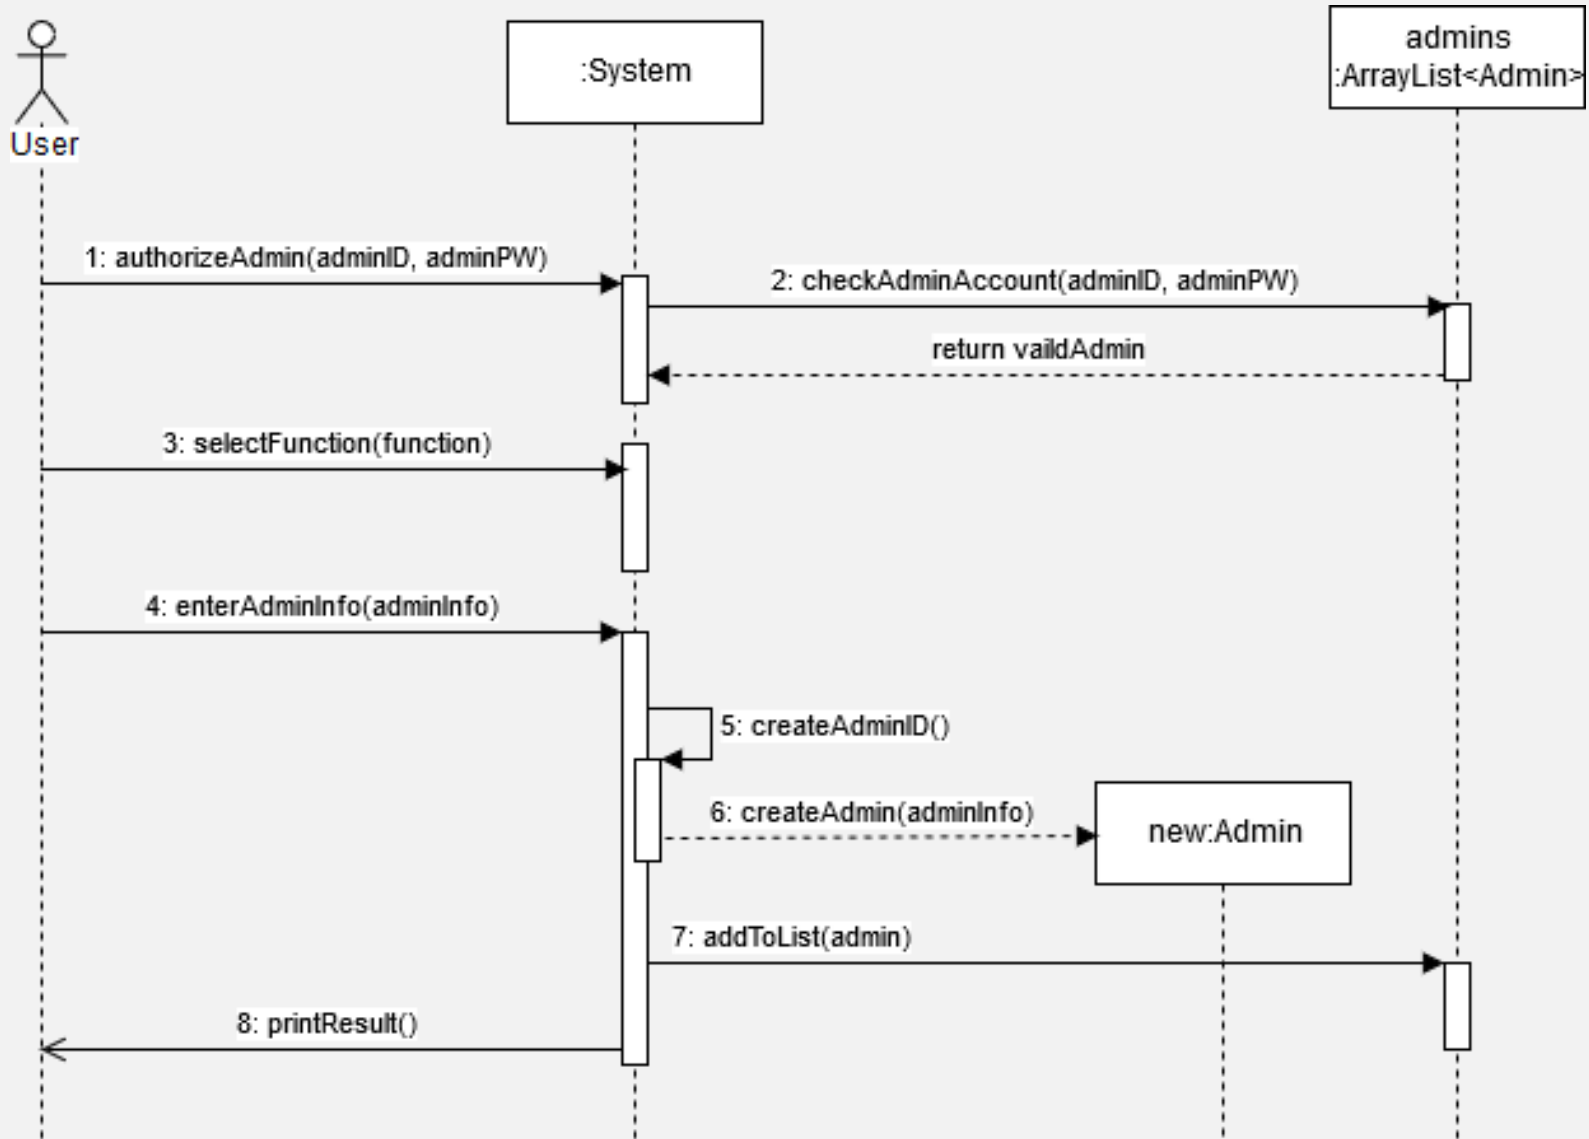 User
:System
admins
:ArrayList<Admin>
1: authorizeAdmin(adminID, adminPW)
2: checkAdminAccount(adminID, adminPW)
return vaildAdmin
3: selectFunction(function)
4: enterAdminInfo(adminInfo)
5: createAdminID()
6: createAdmin(adminInfo)
new:Admin
7: addToList(admin)
8: printResult()